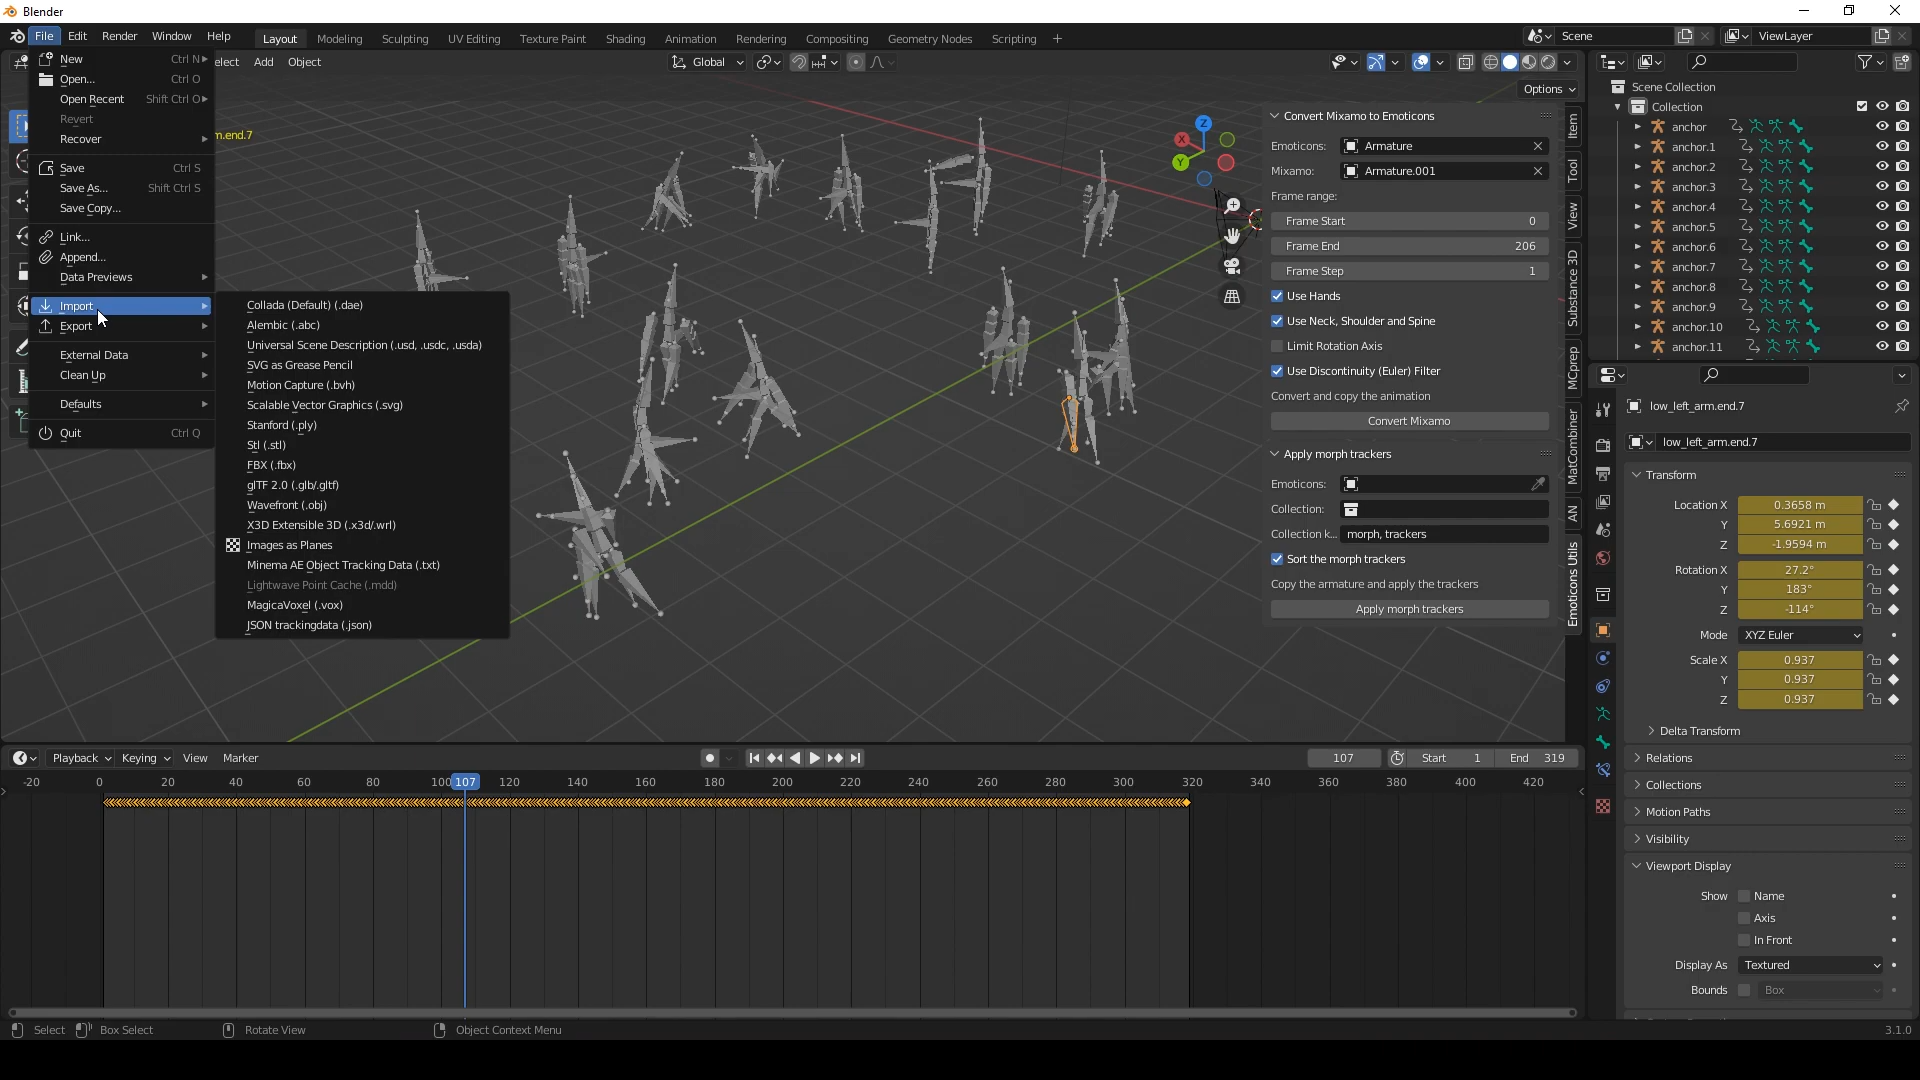 Blender
File Edit Render Window Help Layout Modeling Sculpting UV Editing Texture Paint Shading Animation Rendering Compositing Geometry Nodes Scripting + Scene ViewLayer
elect Add Object Global
Options
New Ctrl N
Open... Ctrl O
Open Recent Shift Ctrl O
Revert
Recover
Save Ctrl S
Save As... Shift Ctrl S
Save Copy...
Link...
Append...
Data Previews
Import
Export
External Data
Clean Up
Defaults
Quit Ctrl Q
m.end.7
Collada (Default) (.dae)
Alembic (.abc)
Universal Scene Description (.usd, .usdc, .usda)
SVG as Grease Pencil
Motion Capture (.bvh)
Scalable Vector Graphics (.svg)
Stanford (.ply)
Stl (.stl)
FBX (.fbx)
glTF 2.0 (.glb/.gltf)
Wavefront (.obj)
X3D Extensible 3D (.x3d/.wrl)
Images as Planes
Minema AE Object Tracking Data (.txt)
Lightwave Point Cache (.mdd)
MagicaVoxel (.vox)
JSON trackingdata (.json)
Z
X
Y
Convert Mixamo to Emoticons
Emoticons: Armature
Mixamo: Armature.001
Frame range:
Frame Start 0
Frame End 206
Frame Step 1
Use Hands
Use Neck, Shoulder and Spine
Limit Rotation Axis
Use Discontinuity (Euler) Filter
Convert and copy the animation
Convert Mixamo
Apply morph trackers
Emoticons:
Collection:
Collection k... morph, trackers
Sort the morph trackers
Copy the armature and apply the trackers
Apply morph trackers
Item
Tool
View
Substance 3D
MCprep
MatCombiner
AN
Emoticons Utils
Scene Collection
Collection
anchor
anchor.1
anchor.2
anchor.3
anchor.4
anchor.5
anchor.6
anchor.7
anchor.8
anchor.9
anchor.10
anchor.11
low_left_arm.end.7
low_left_arm.end.7
Transform
Location X 0.3658 m
Y 5.6921 m
Z -1.9594 m
Rotation X 27.2°
Y 183°
Z -114°
Mode XYZ Euler
Scale X 0.937
Y 0.937
Z 0.937
Delta Transform
Relations
Collections
Motion Paths
Visibility
Viewport Display
Show Name
Axis
In Front
Display As Textured
Bounds Box
Playback Keying View Marker 107 Start 1 End 319
-20 0 20 40 60 80 100 107 120 140 160 180 200 220 240 260 280 300 320 340 360 380 400 420
Select Box Select Rotate View Object Context Menu 3.1.0